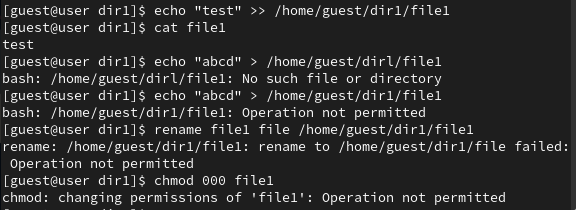 [guest@user dir1]$ echo "test" >> /home/guest/dir1/file1
[guest@user dir1]$ cat file1
test
[guest@user dir1]$ echo "abcd" > /home/guest/dirl/file1
bash: /home/guest/dirl/file1: No such file or directory
[guest@user dir1]$ echo "abcd" > /home/guest/dir1/file1
bash: /home/guest/dir1/file1: Operation not permitted
[guest@user dir1]$ rename file1 file /home/guest/dir1/file1
rename: /home/guest/dir1/file1: rename to /home/guest/dir1/file failed:
 Operation not permitted
[guest@user dir1]$ chmod 000 file1
chmod: changing permissions of 'file1': Operation not permitted